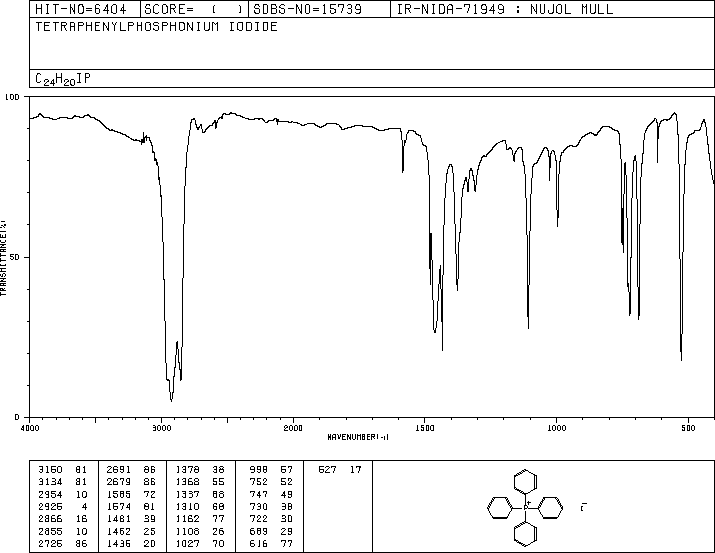 HIT-NO=6404 SCORE= ( ) SDBS-NO=15739 IR-NIDA-71949 : NUJOL MULL
TETRAPHENYLPHOSPHONIUM IODIDE
C24H20IP
100
50
0
TRANSMITTANCE(%)
4000 3000 2000 1500 1000 500
WAVENUMBER(-1)
3160 81 2691 86 1378 38 998 57 527 17
3134 81 2679 86 1368 55 752 52
2954 10 1585 72 1337 68 747 49
2925 4 1574 81 1310 68 730 38
2866 16 1481 39 1162 77 722 30
2855 10 1462 25 1108 26 689 29
2725 86 1436 20 1027 70 616 77
P+ I-